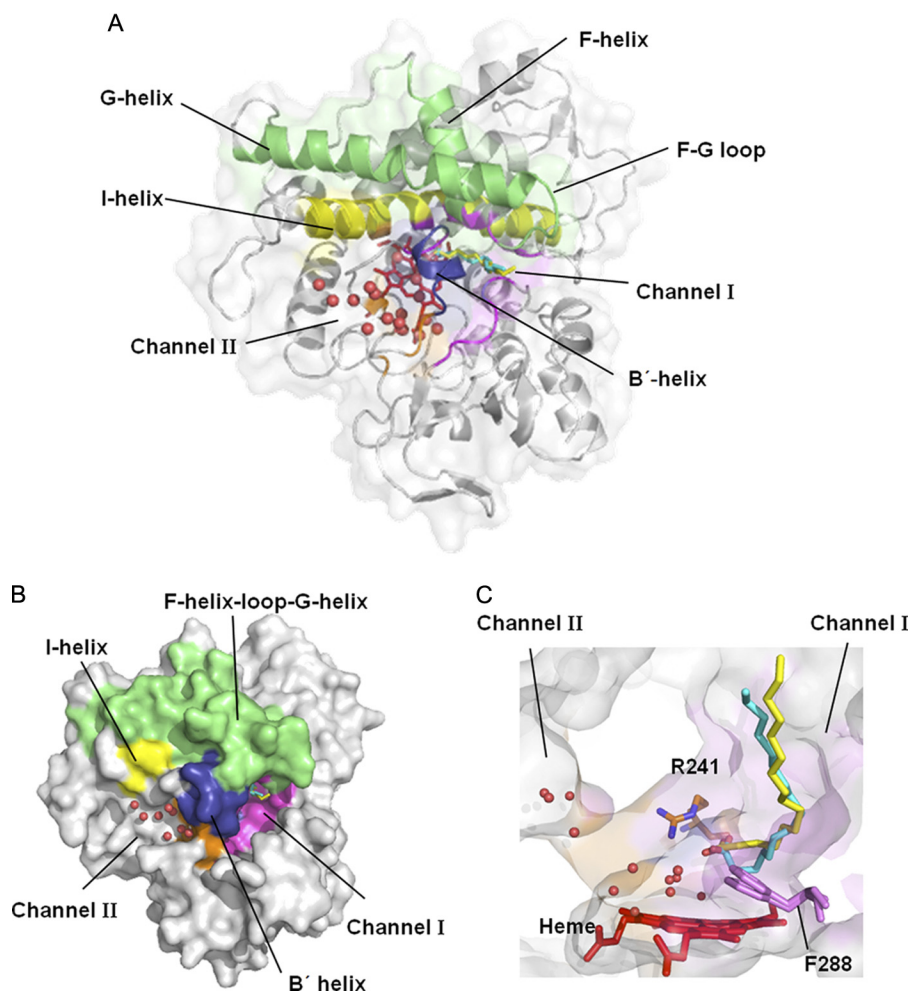 A
F-helix
G-helix
F-G loop
I-helix
Channel I
Channel II
B´-helix
B
F-helix-loop-G-helix
I-helix
Channel II
Channel I
B´ helix
C
Channel II
Channel I
R241
Heme
F288